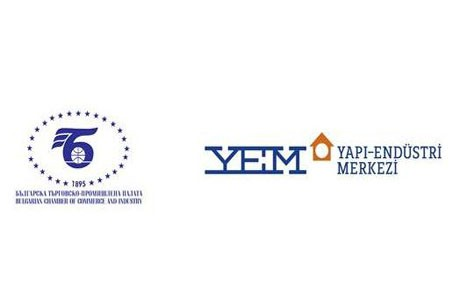 1895
БЪЛГАРСКА ТЪРГОВСКО-ПРОМИШЛЕНА ПАЛАТА
BULGARIAN CHAMBER OF COMMERCE AND INDUSTRY
YEM
YAPI-ENDÜSTRİ
MERKEZİ